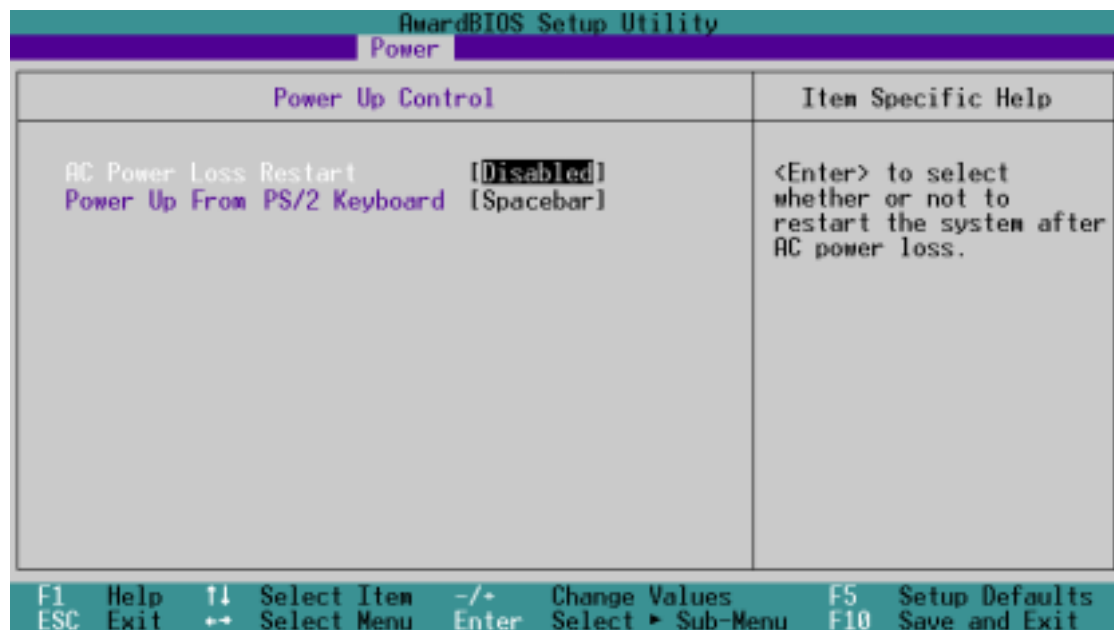 AwardBIOS Setup Utility
Power
Power Up Control
Item Specific Help
AC Power Loss Restart [Disabled]
Power Up From PS/2 Keyboard [Spacebar]
<Enter> to select
whether or not to
restart the system after
AC power loss.
F1 Help ↑↓ Select Item -/+ Change Values F5 Setup Defaults
ESC Exit ←→ Select Menu Enter Select ► Sub-Menu F10 Save and Exit